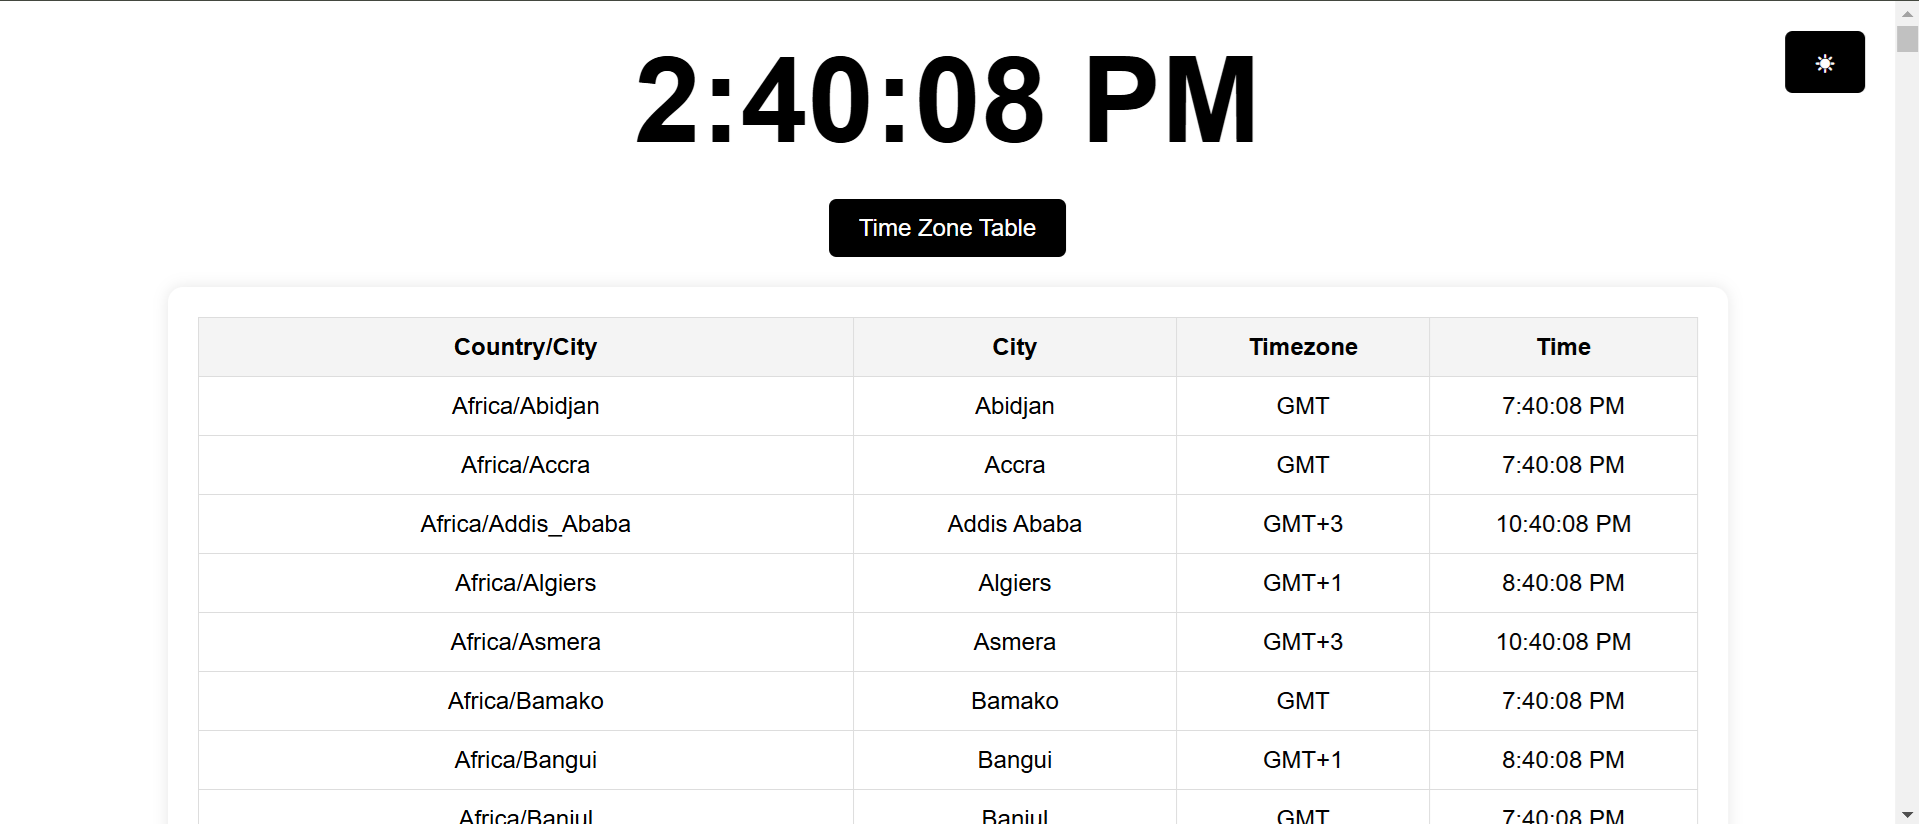 2:40:08 PM
Time Zone Table
Country/City City Timezone Time
Africa/Abidjan Abidjan GMT 7:40:08 PM
Africa/Accra Accra GMT 7:40:08 PM
Africa/Addis_Ababa Addis Ababa GMT+3 10:40:08 PM
Africa/Algiers Algiers GMT+1 8:40:08 PM
Africa/Asmera Asmera GMT+3 10:40:08 PM
Africa/Bamako Bamako GMT 7:40:08 PM
Africa/Bangui Bangui GMT+1 8:40:08 PM
Africa/Banjul Banjul GMT 7:40:08 PM